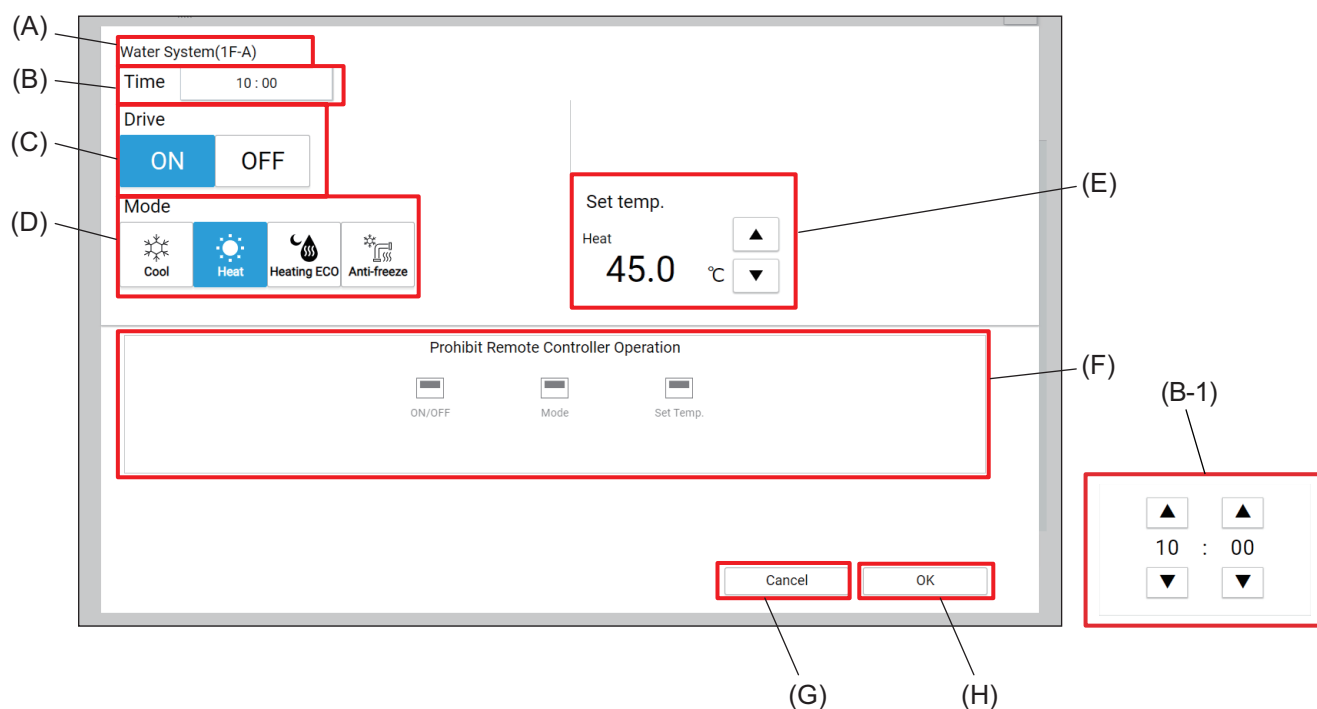 (A)
Water System(1F-A)
(B)
Time 10 : 00
Drive
(C)
ON OFF
(D)
Mode
Cool Heat Heating ECO Anti-freeze
(E)
Set temp.
Heat
▲
45.0 ℃ ▼
(F)
Prohibit Remote Controller Operation
ON/OFF Mode Set Temp.
(B-1)
▲ ▲
10 : 00
▼ ▼
Cancel OK
(G) (H)